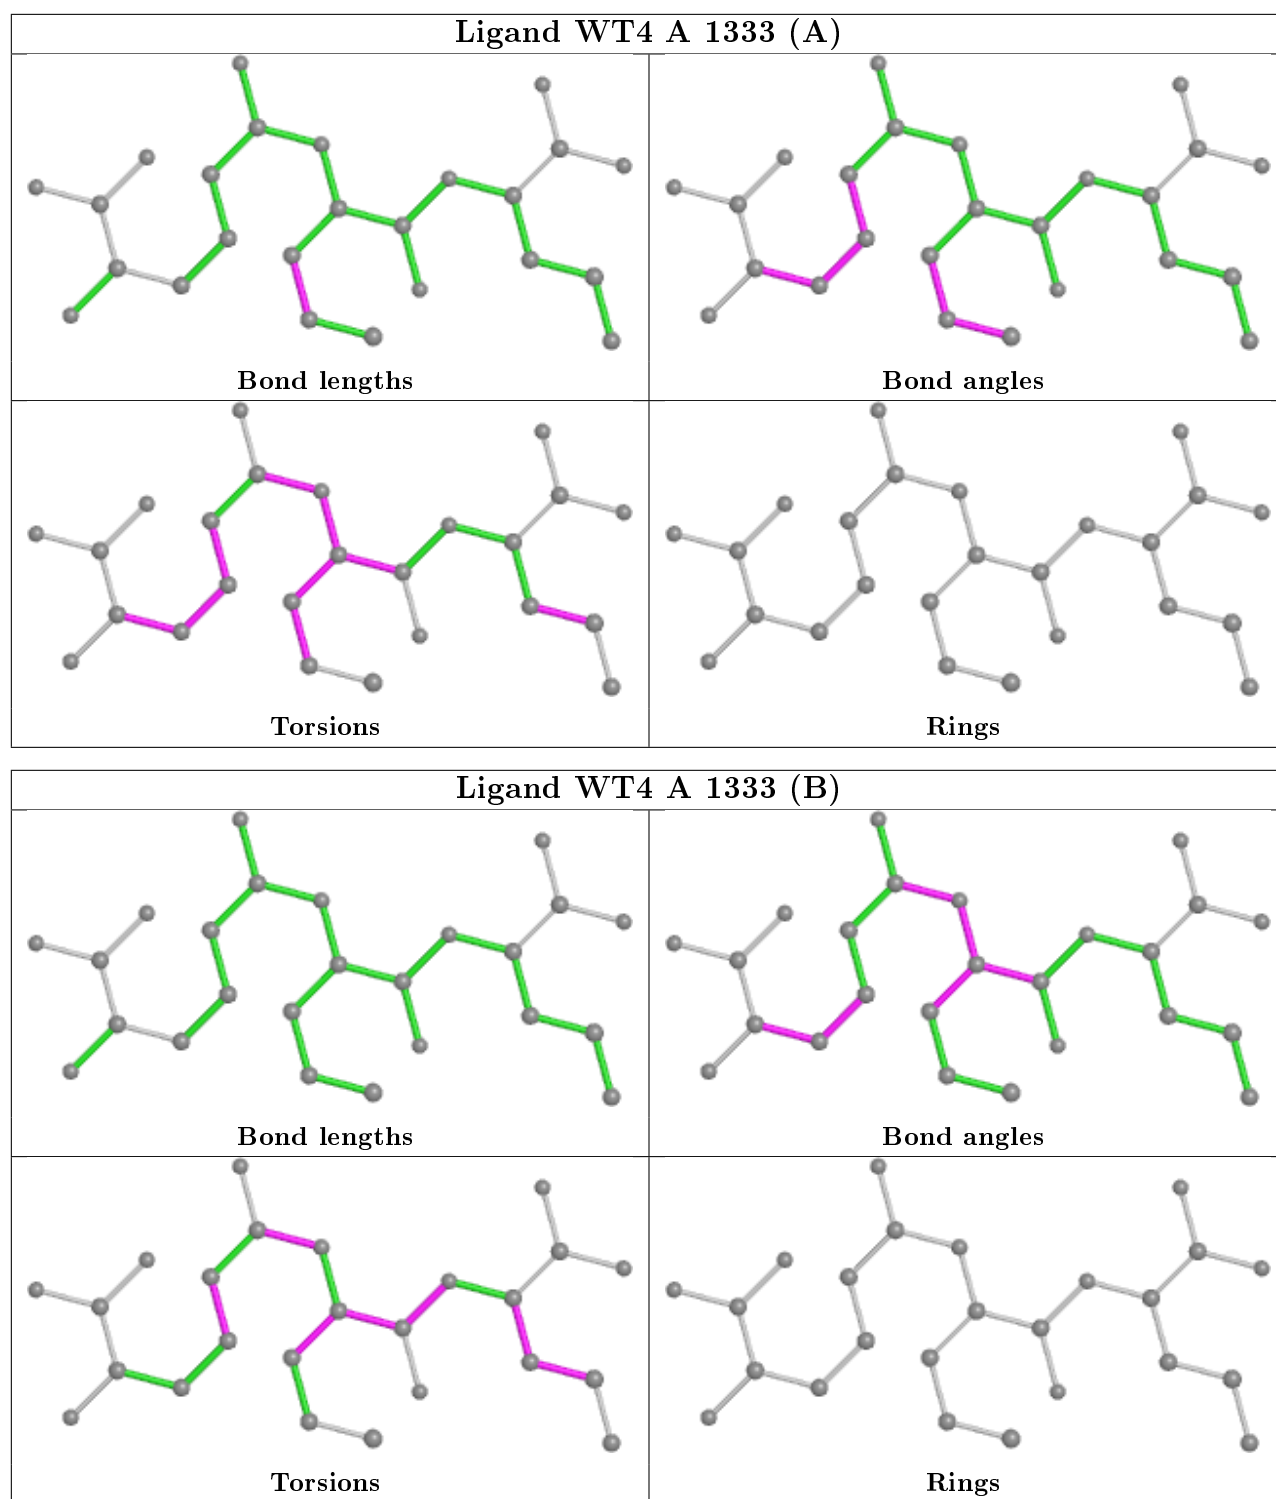 Ligand WT4 A 1333 (A)
Bond lengths
Bond angles
Torsions
Rings
Ligand WT4 A 1333 (B)
Bond lengths
Bond angles
Torsions
Rings